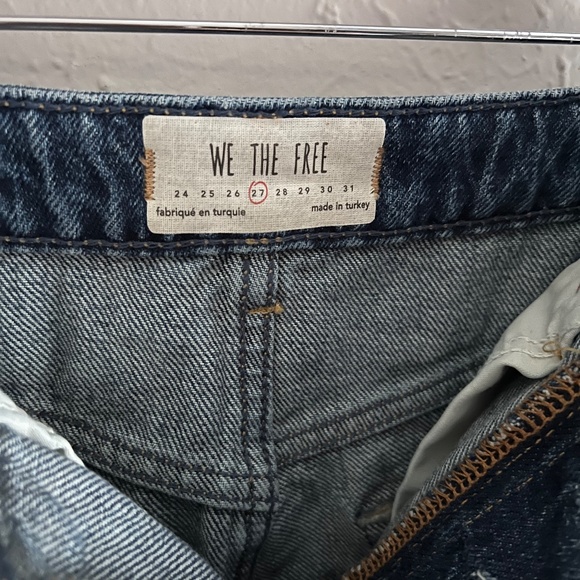 WE THE FREE
24 25 26 27 28 29 30 31
fabriqué en turquie made in turkey